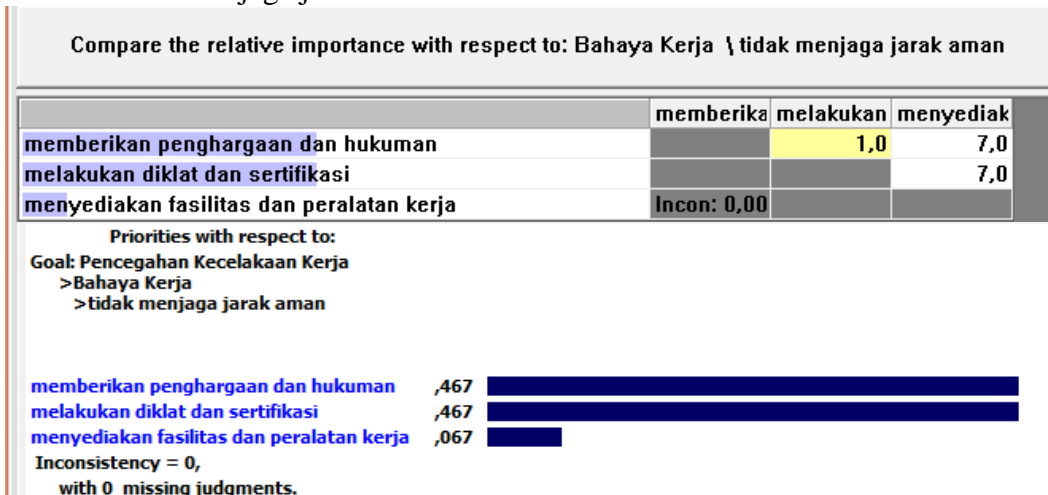 Compare the relative importance with respect to: Bahaya Kerja \ tidak menjaga jarak aman
memberika melakukan menyediak
memberikan penghargaan dan hukuman 1,0 7,0
melakukan diklat dan sertifikasi 7,0
menyediakan fasilitas dan peralatan kerja Incon: 0,00
Priorities with respect to:
Goal: Pencegahan Kecelakaan Kerja
>Bahaya Kerja
>tidak menjaga jarak aman
memberikan penghargaan dan hukuman ,467
melakukan diklat dan sertifikasi ,467
menyediakan fasilitas dan peralatan kerja ,067
Inconsistency = 0,
with 0 missing judgments.